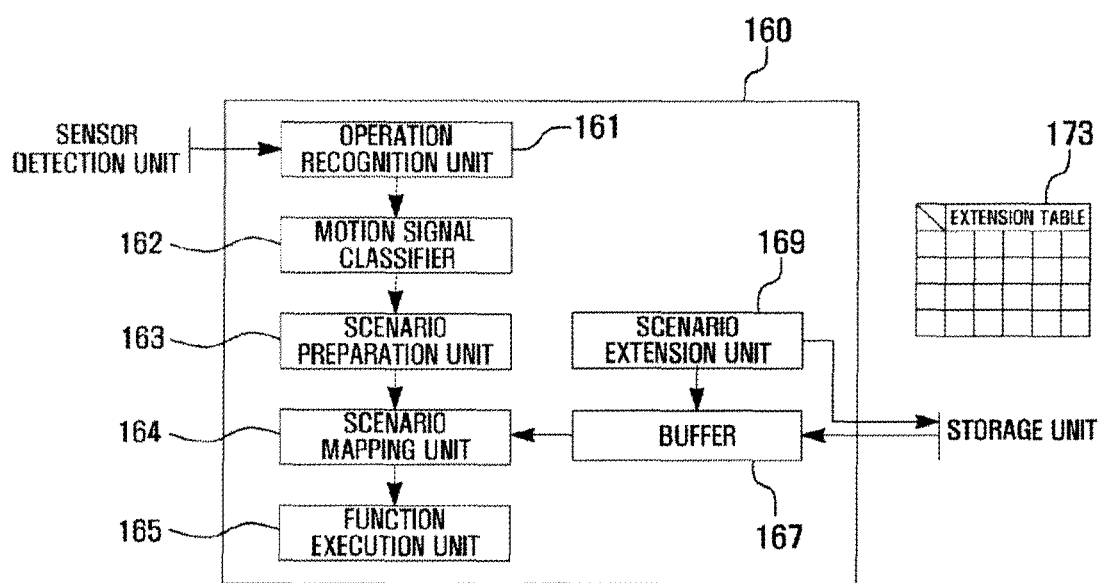 160
SENSOR
DETECTION UNIT
OPERATION
RECOGNITION UNIT
161
173
EXTENSION TABLE
162
MOTION SIGNAL
CLASSIFIER
169
163
SCENARIO
PREPARATION UNIT
SCENARIO
EXTENSION UNIT
164
SCENARIO
MAPPING UNIT
BUFFER
STORAGE UNIT
165
FUNCTION
EXECUTION UNIT
167